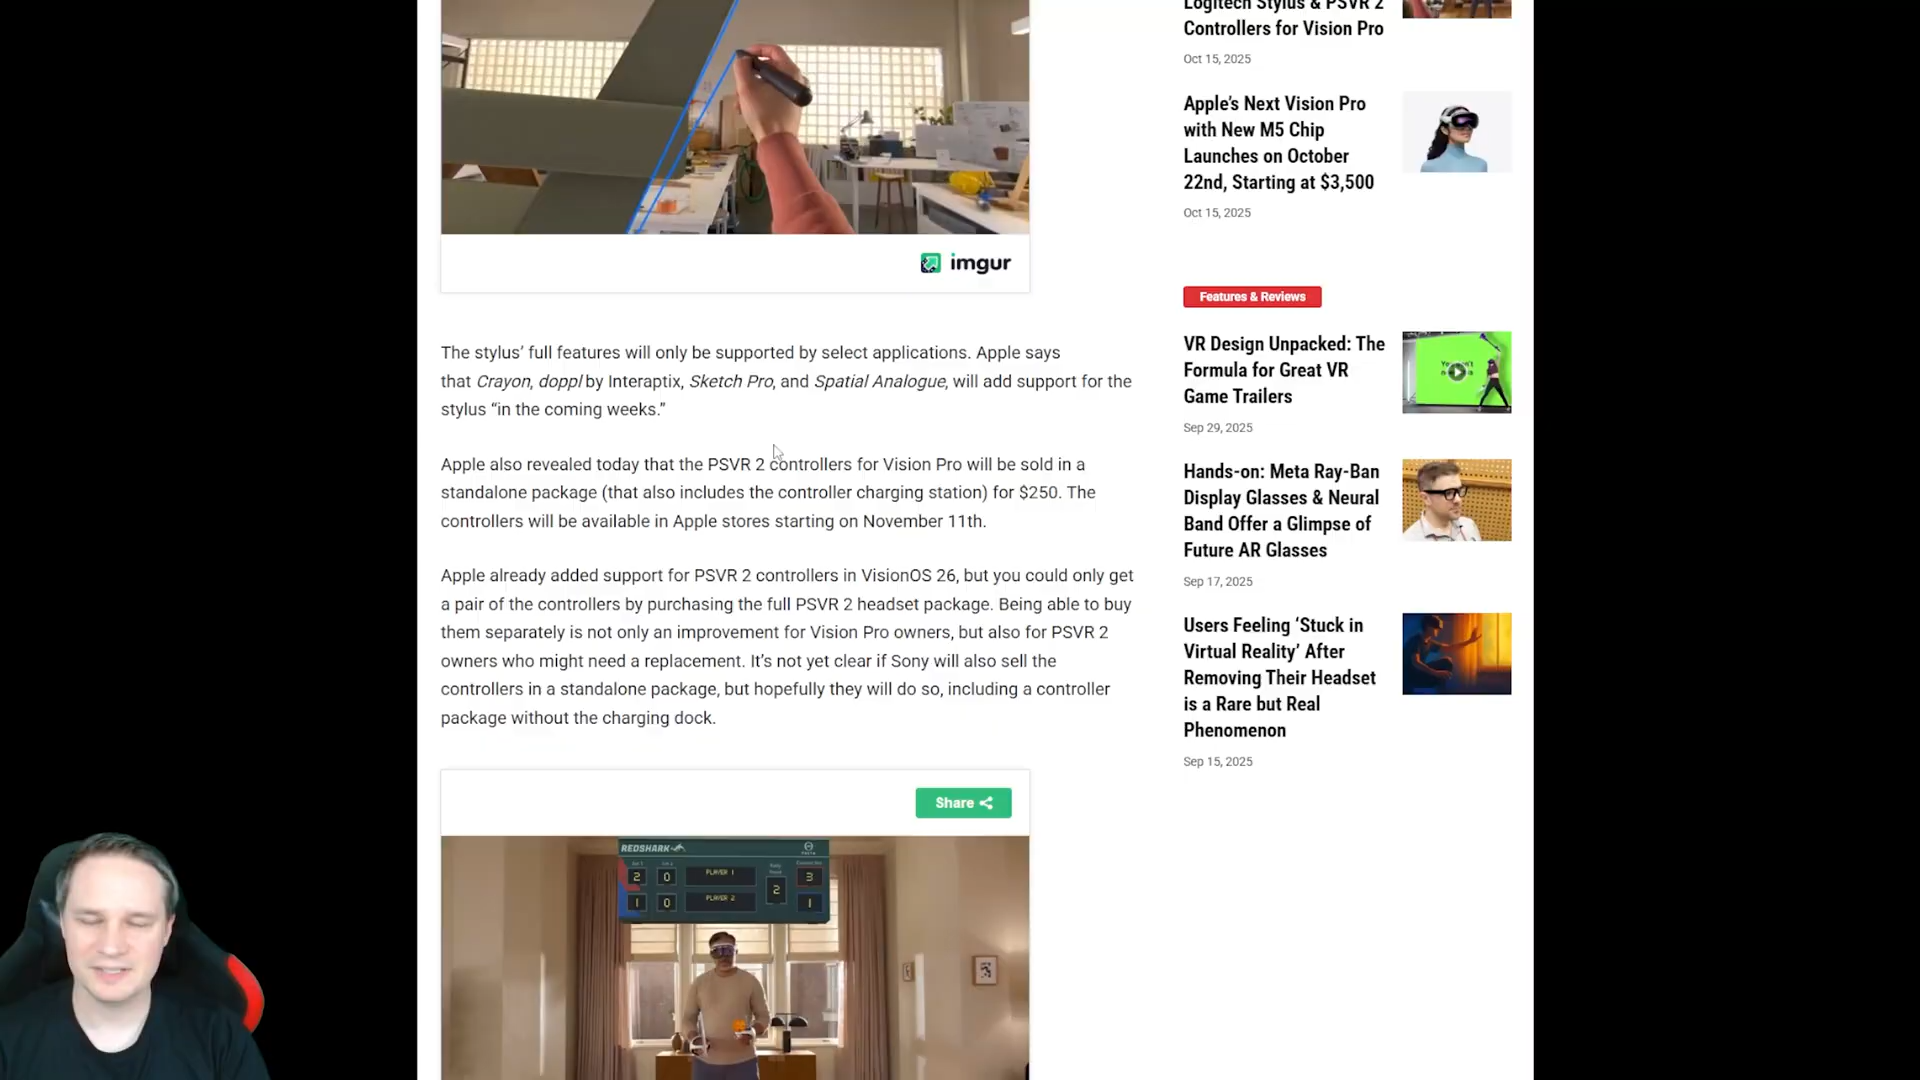 imgur
The stylus’ full features will only be supported by select applications. Apple says
that Crayon, doppl by Interaptix, Sketch Pro, and Spatial Analogue, will add support for the
stylus “in the coming weeks.”
Apple also revealed today that the PSVR 2 controllers for Vision Pro will be sold in a
standalone package (that also includes the controller charging station) for $250. The
controllers will be available in Apple stores starting on November 11th.
Apple already added support for PSVR 2 controllers in VisionOS 26, but you could only get
a pair of the controllers by purchasing the full PSVR 2 headset package. Being able to buy
them separately is not only an improvement for Vision Pro owners, but also for PSVR 2
owners who might need a replacement. It’s not yet clear if Sony will also sell the
controllers in a standalone package, but hopefully they will do so, including a controller
package without the charging dock.
Share
REDSHARK
2 0 PLAYER 1 3
2
1 0 PLAYER 2 1
Logitech Stylus & PSVR 2
Controllers for Vision Pro
Oct 15, 2025
Apple’s Next Vision Pro
with New M5 Chip
Launches on October
22nd, Starting at $3,500
Oct 15, 2025
Features & Reviews
VR Design Unpacked: The
Formula for Great VR
Game Trailers
Sep 29, 2025
Hands-on: Meta Ray-Ban
Display Glasses & Neural
Band Offer a Glimpse of
Future AR Glasses
Sep 17, 2025
Users Feeling ‘Stuck in
Virtual Reality’ After
Removing Their Headset
is a Rare but Real
Phenomenon
Sep 15, 2025